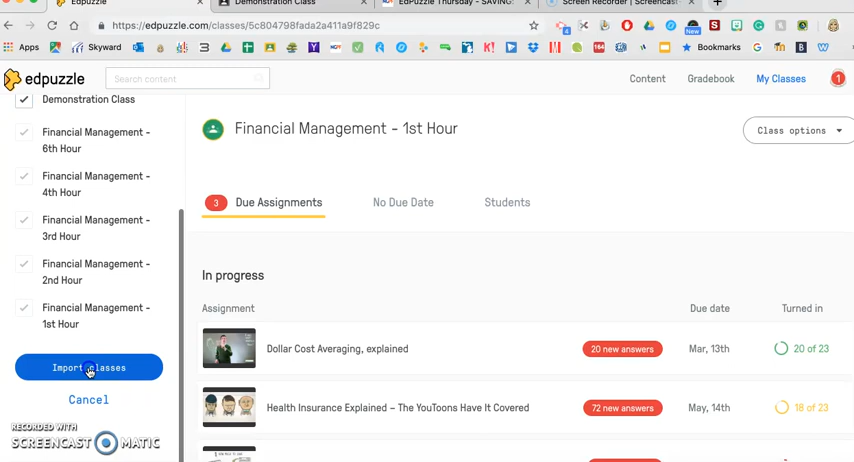 Edpuzzle
Demonstration Class
EdPuzzle Thursday - SAVING:
Screen Recorder | Screencast-
https://edpuzzle.com/classes/5c804798fada2a411a9f829c
Apps
Skyward
New
Bookmarks
edpuzzle
Search content
Content
Gradebook
My Classes
1
Demonstration Class
Financial Management -
6th Hour
Financial Management -
4th Hour
Financial Management -
3rd Hour
Financial Management -
2nd Hour
Financial Management -
1st Hour
Import classes
Cancel
RECORDED WITH
SCREENCAST MATIC
Financial Management - 1st Hour
Class options
3 Due Assignments
No Due Date
Students
In progress
Assignment
Due date
Turned in
Dollar Cost Averaging, explained
20 new answers
Mar, 13th
20 of 23
Health Insurance Explained – The YouToons Have It Covered
72 new answers
May, 14th
18 of 23